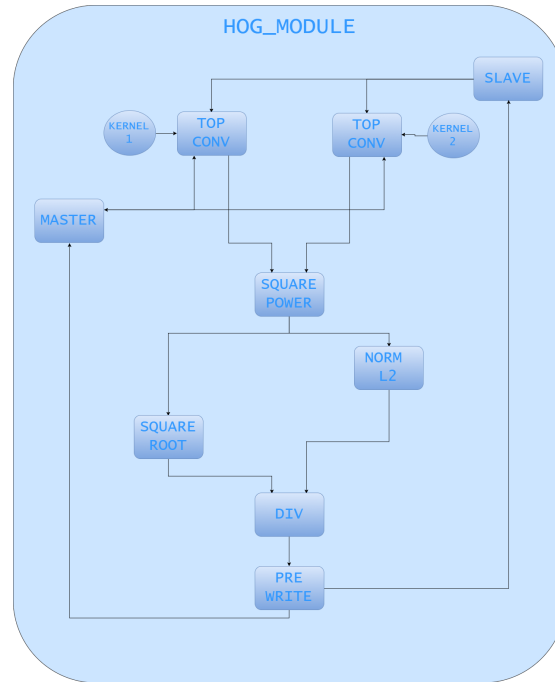 HOG_MODULE
SLAVE
KERNEL
1
TOP
CONV
TOP
CONV
KERNEL
2
MASTER
SQUARE
POWER
NORM
L2
SQUARE
ROOT
DIV
PRE
WRITE